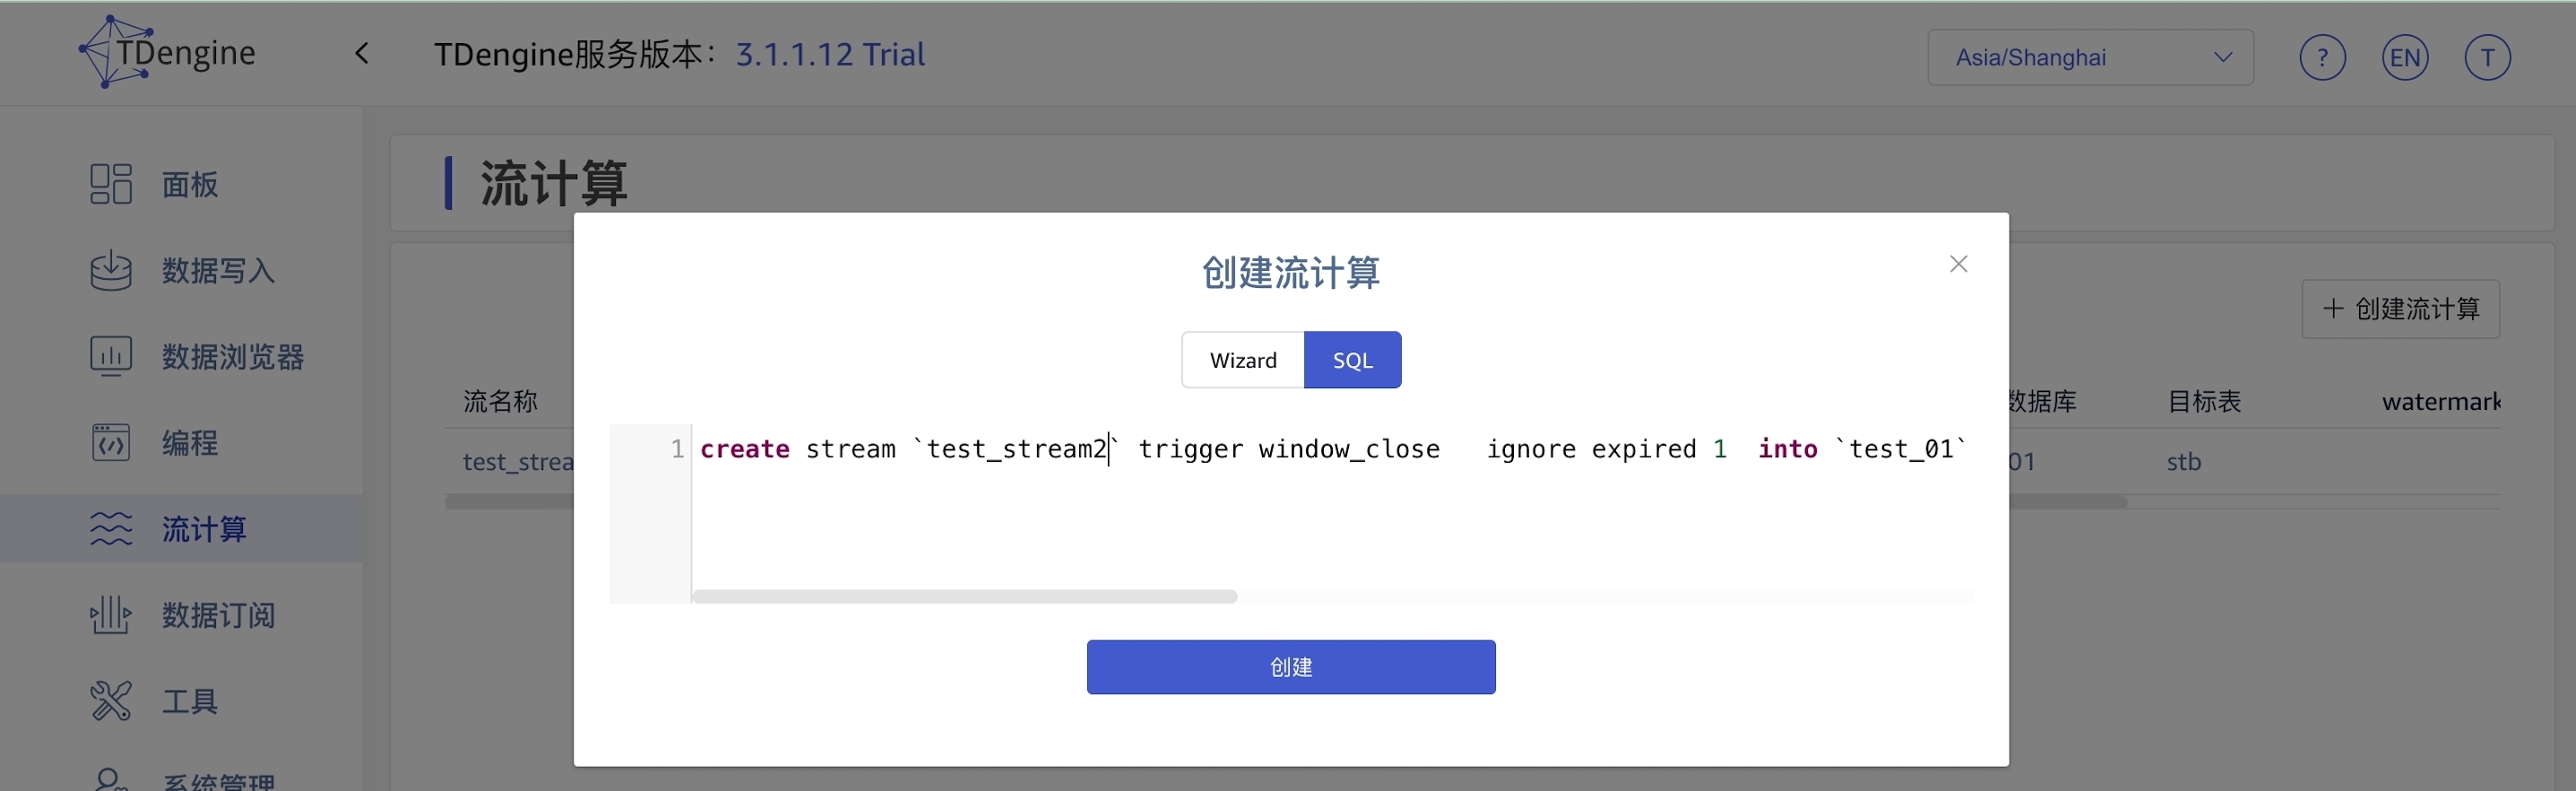 TDengine
TDengine服务版本： 3.1.1.12 Trial
Asia/Shanghai
?
EN
T
面板
数据写入
数据浏览器
编程
流计算
数据订阅
工具
系统管理
流计算
+ 创建流计算
流名称
数据库
目标表
watermark
test_strea
01
stb
创建流计算
Wizard
SQL
1 create stream `test_stream2` trigger window_close   ignore expired 1  into `test_01`
创建